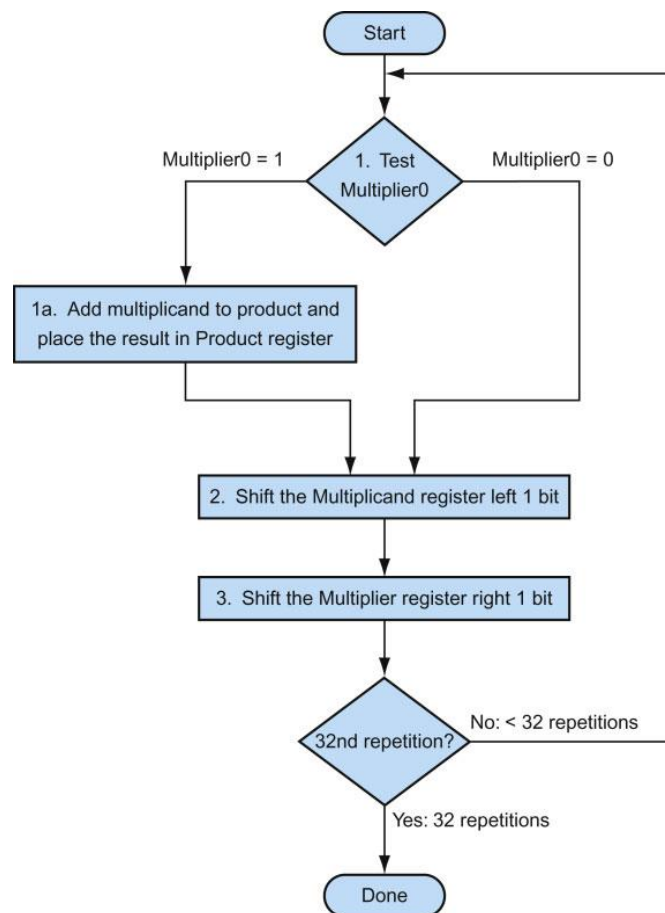 Start
1. Test
Multiplier0
Multiplier0 = 1
Multiplier0 = 0
1a. Add multiplicand to product and
place the result in Product register
2. Shift the Multiplicand register left 1 bit
3. Shift the Multiplier register right 1 bit
32nd repetition?
No: < 32 repetitions
Yes: 32 repetitions
Done